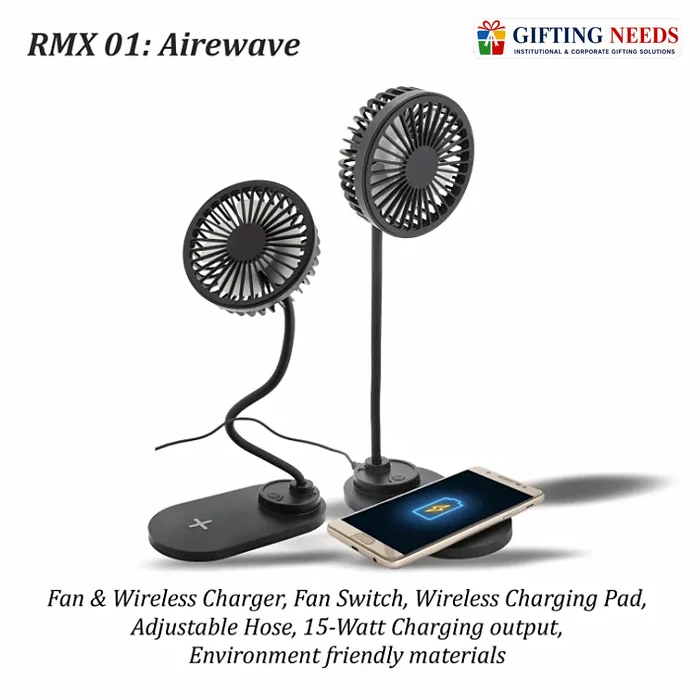 RMX 01: Airewave
GIFTING NEEDS
INSTITUTIONAL & CORPORATE GIFTING SOLUTIONS
Fan & Wireless Charger, Fan Switch, Wireless Charging Pad,
Adjustable Hose, 15-Watt Charging output,
Environment friendly materials